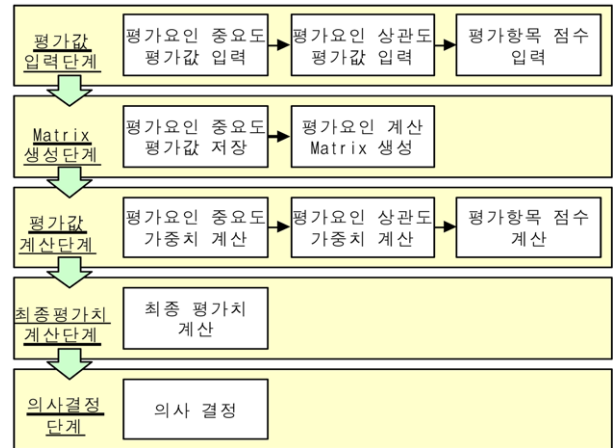 평가값
입력단계
평가요인 중요도
평가값 입력
평가요인 상관도
평가값 입력
평가항목 점수
입력
Matrix
생성단계
평가요인 중요도
평가값 저장
평가요인 계산
Matrix 생성
평가값
계산단계
평가요인 중요도
가중치 계산
평가요인 상관도
가중치 계산
평가항목 점수
계산
최종평가치
계산단계
최종 평가치
계산
의사결정
단계
의사 결정